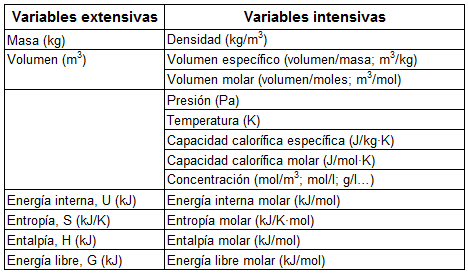 Variables extensivas Variables intensivas
Masa (kg) Densidad (kg/m³)
Volumen (m³) Volumen específico (volumen/masa; m³/kg)
Volumen molar (volumen/moles; m³/mol)
Presión (Pa)
Temperatura (K)
Capacidad calorífica específica (J/kg·K)
Capacidad calorífica molar (J/mol·K)
Concentración (mol/m³; mol/l; g/l…)
Energía interna, U (kJ) Energía interna molar (kJ/mol)
Entropía, S (kJ/K) Entropía molar (kJ/K·mol)
Entalpía, H (kJ) Entalpía molar (kJ/mol)
Energía libre, G (kJ) Energía libre molar (kJ/mol)